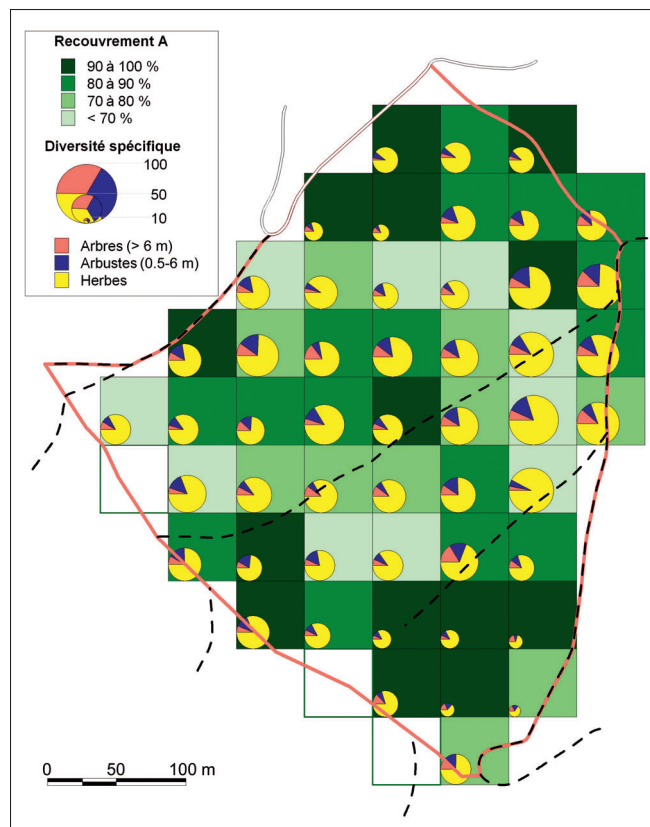 Recouvrement A
90 à 100 %
80 à 90 %
70 à 80 %
< 70 %
Diversité spécifique
100
50
10
Arbres (> 6 m)
Arbustes (0.5-6 m)
Herbes
0 50 100 m